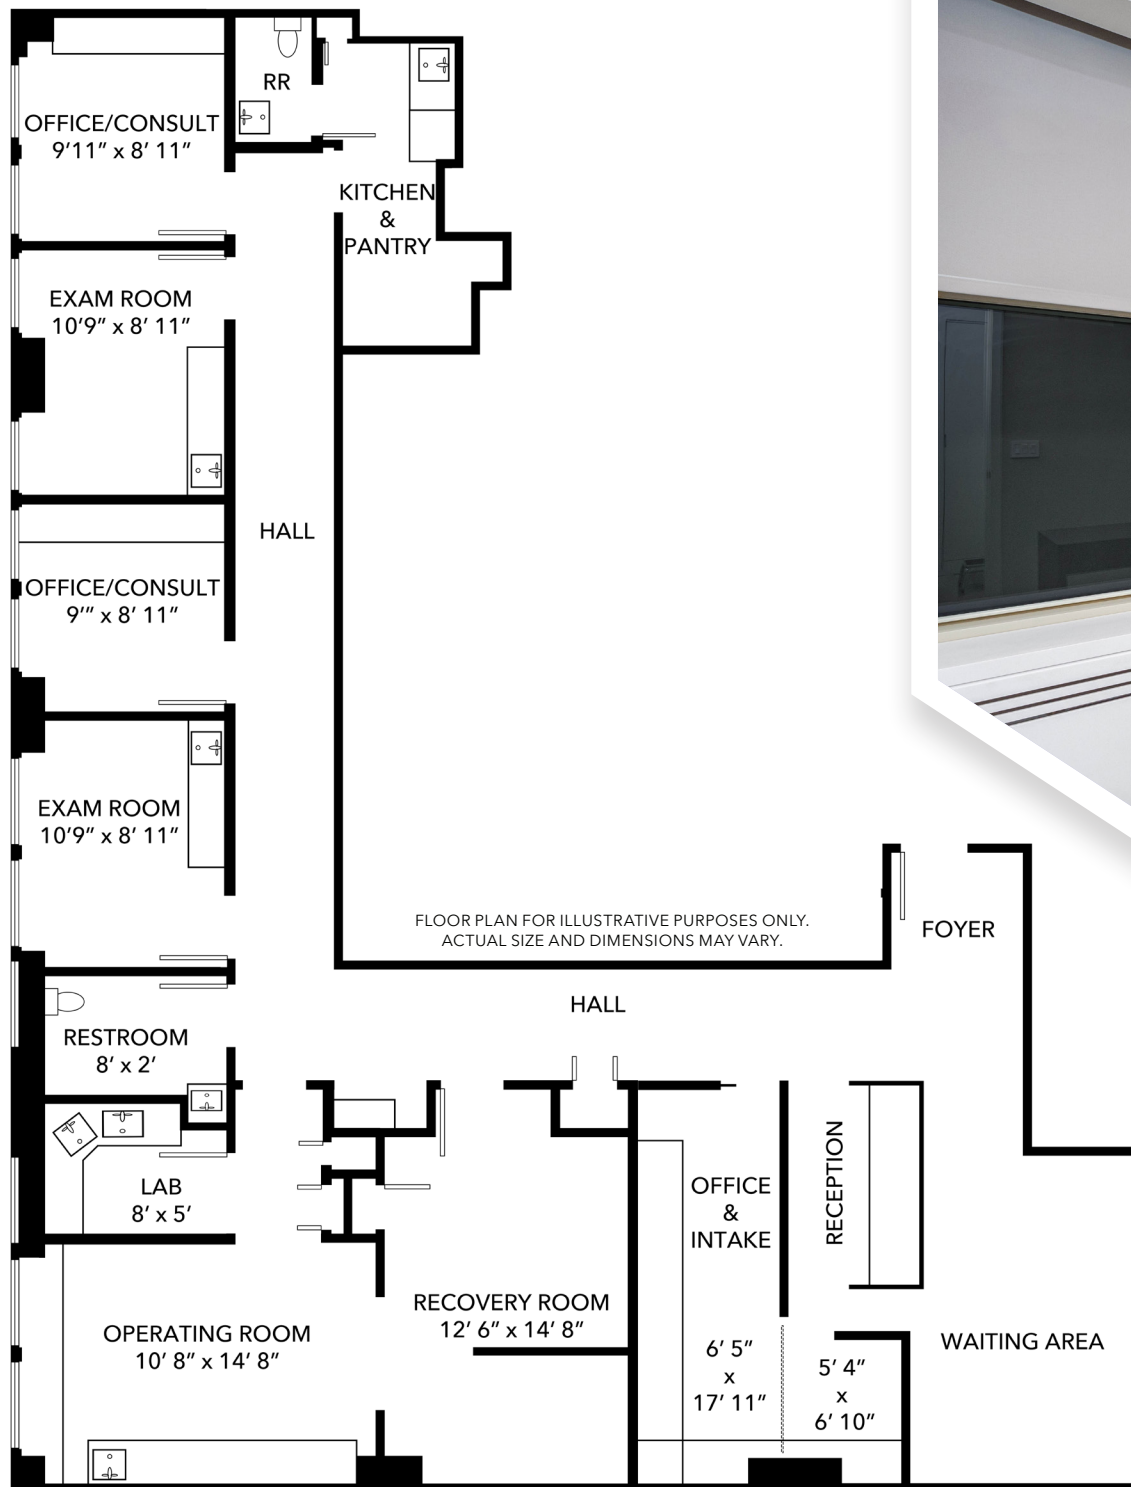 RR
OFFICE/CONSULT
9'11" x 8' 11"
KITCHEN
&
PANTRY
EXAM ROOM
10'9" x 8' 11"
HALL
OFFICE/CONSULT
9'" x 8' 11"
EXAM ROOM
10'9" x 8' 11"
FLOOR PLAN FOR ILLUSTRATIVE PURPOSES ONLY.
ACTUAL SIZE AND DIMENSIONS MAY VARY.
FOYER
HALL
RESTROOM
8' x 2'
LAB
8' x 5'
OFFICE
&
INTAKE
RECEPTION
RECOVERY ROOM
12' 6" x 14' 8"
OPERATING ROOM
10' 8" x 14' 8"
WAITING AREA
6' 5"
x
17' 11"
5' 4"
x
6' 10"